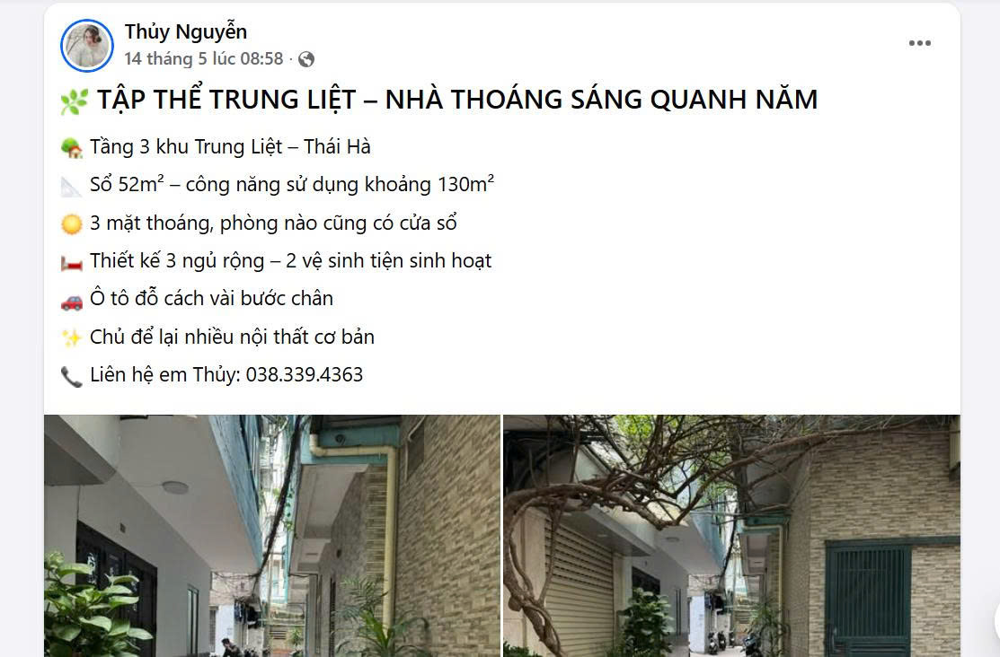 Thủy Nguyễn
14 tháng 5 lúc 08:58 ·
🌿 TẬP THỂ TRUNG LIỆT – NHÀ THOÁNG SÁNG QUANH NĂM
🏡 Tầng 3 khu Trung Liệt – Thái Hà
📐 Sổ 52m² – công năng sử dụng khoảng 130m²
☀️ 3 mặt thoáng, phòng nào cũng có cửa sổ
🛏️ Thiết kế 3 ngủ rộng – 2 vệ sinh tiện sinh hoạt
🚗 Ô tô đỗ cách vài bước chân
✨ Chủ để lại nhiều nội thất cơ bản
📞 Liên hệ em Thủy: 038.339.4363